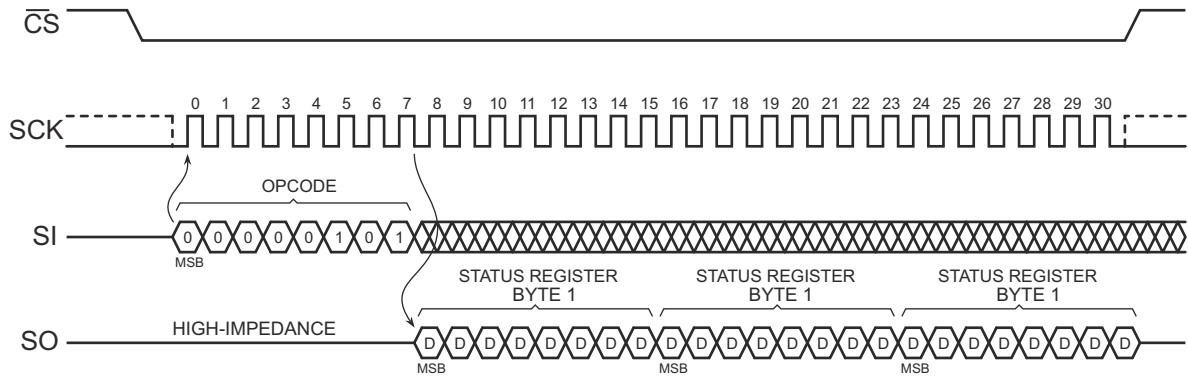 CS
0 1 2 3 4 5 6 7 8 9 10 11 12 13 14 15 16 17 18 19 20 21 22 23 24 25 26 27 28 29 30
SCK
OPCODE
SI 0 0 0 0 0 1 0 1
MSB
STATUS REGISTER BYTE 1
STATUS REGISTER BYTE 1
STATUS REGISTER BYTE 1
HIGH-IMPEDANCE
SO D D D D D D D D D D D D D D D D D D D D D D D D
MSB MSB MSB